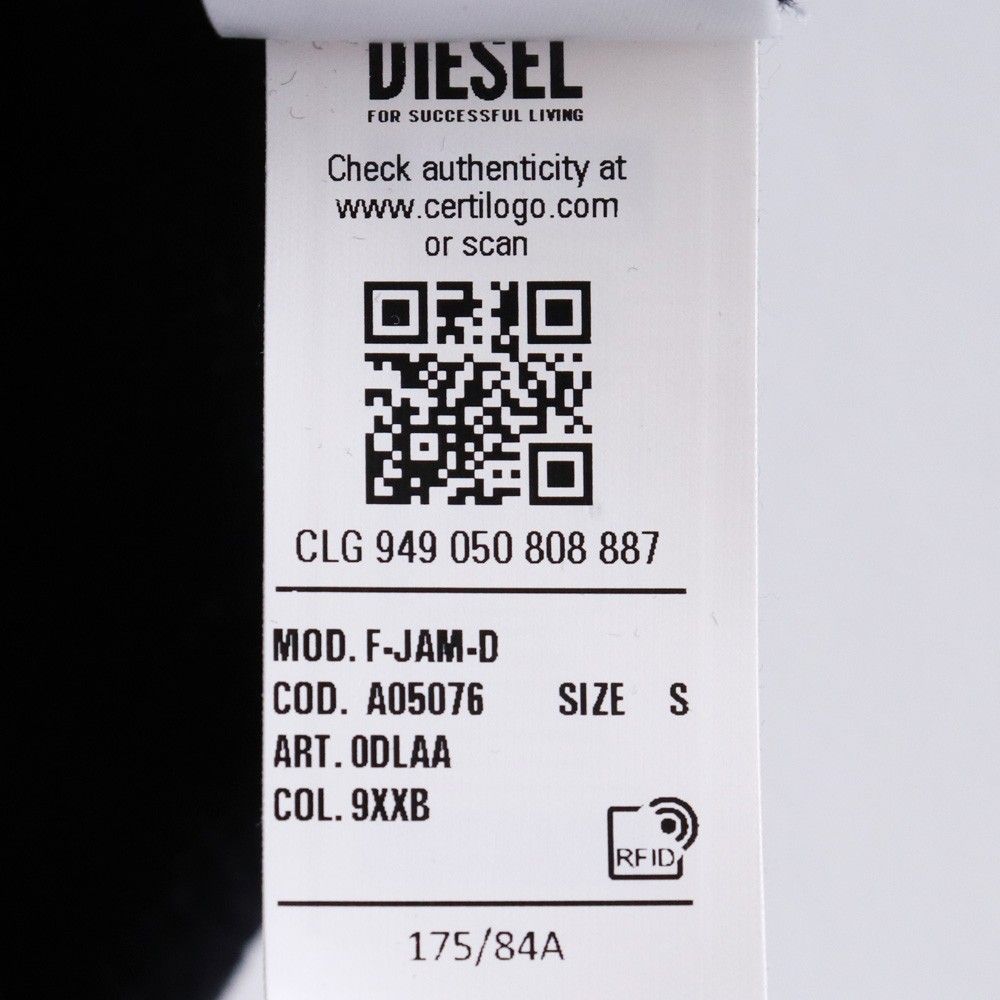 DIESEL
FOR SUCCESSFUL LIVING
Check authenticity at
www.certilogo.com
or scan
CLG 949 050 808 887
MOD. F-JAM-D
COD. A05076 SIZE S
ART. 0DLAA
COL. 9XXB
RFID
175/84A